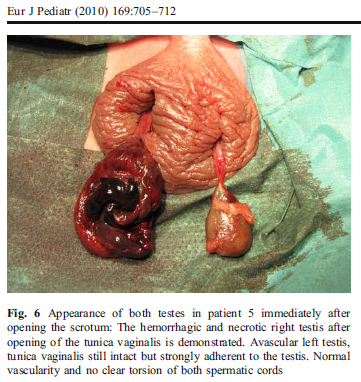 Eur J Pediatr (2010) 169:705–712
Fig. 6 Appearance of both testes in patient 5 immediately after
opening the scrotum: The hemorrhagic and necrotic right testis after
opening of the tunica vaginalis is demonstrated. Avascular left testis,
tunica vaginalis still intact but strongly adherent to the testis. Normal
vascularity and no clear torsion of both spermatic cords